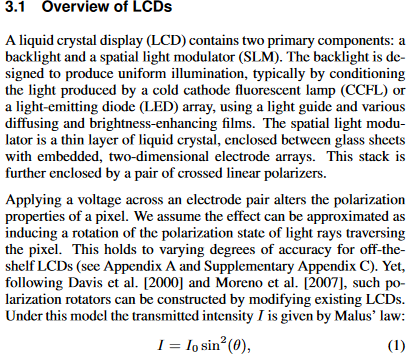 3.1 Overview of LCDs
A liquid crystal display (LCD) contains two primary components: a
backlight and a spatial light modulator (SLM). The backlight is de-
signed to produce uniform illumination, typically by conditioning
the light produced by a cold cathode fluorescent lamp (CCFL) or
a light-emitting diode (LED) array, using a light guide and various
diffusing and brightness-enhancing films. The spatial light modu-
lator is a thin layer of liquid crystal, enclosed between glass sheets
with embedded, two-dimensional electrode arrays. This stack is
further enclosed by a pair of crossed linear polarizers.
Applying a voltage across an electrode pair alters the polarization
properties of a pixel. We assume the effect can be approximated as
inducing a rotation of the polarization state of light rays traversing
the pixel. This holds to varying degrees of accuracy for off-the-
shelf LCDs (see Appendix A and Supplementary Appendix C). Yet,
following Davis et al. [2000] and Moreno et al. [2007], such po-
larization rotators can be constructed by modifying existing LCDs.
Under this model the transmitted intensity I is given by Malus' law:
I = I₀ sin²(θ), (1)